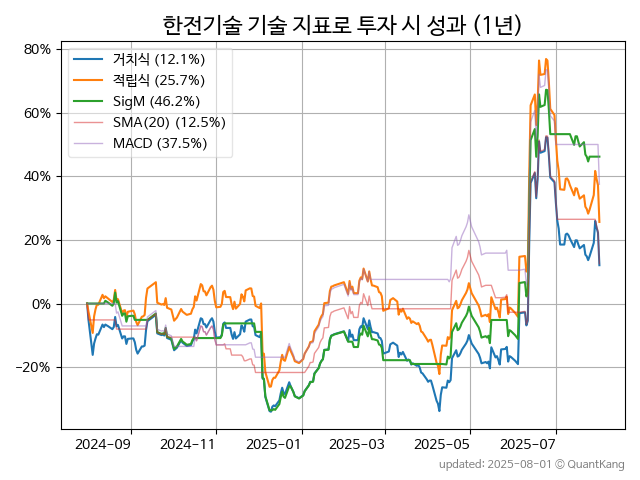 한전기술 기술 지표로 투자 시 성과 (1년)
80%
60%
40%
20%
0%
−20%
거치식 (12.1%)
적립식 (25.7%)
SigM (46.2%)
SMA(20) (12.5%)
MACD (37.5%)
2024-09
2024-11
2025-01
2025-03
2025-05
2025-07
updated: 2025-08-01 © QuantKang